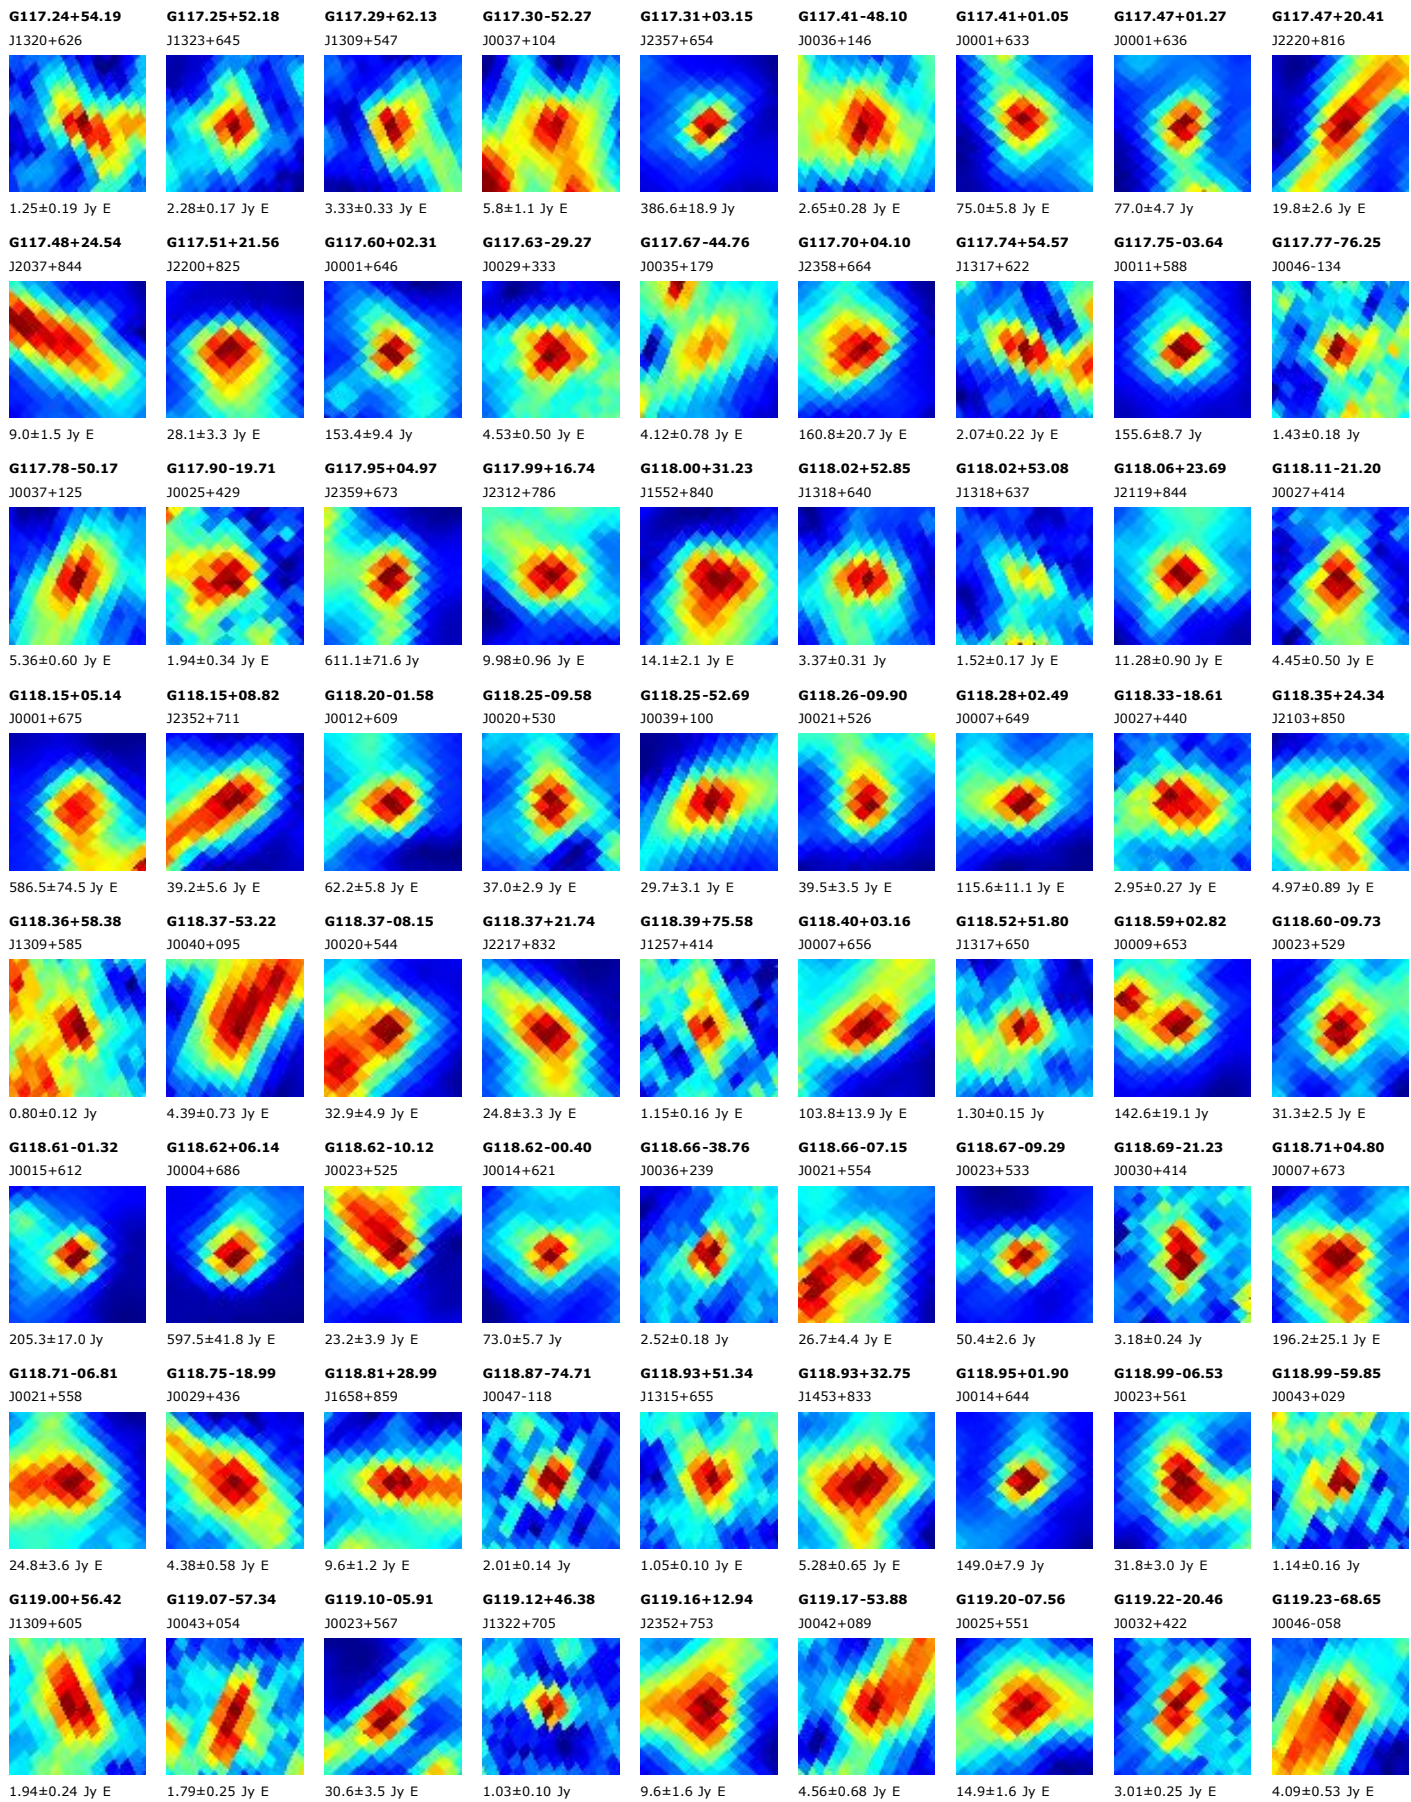 G117.24+54.19 G117.25+52.18 G117.29+62.13 G117.30-52.27 G117.31+03.15 G117.41-48.10 G117.41+01.05 G117.47+01.27 G117.47+20.41
J1320+626 J1323+645 J1309+547 J0037+104 J2357+654 J0036+146 J0001+633 J0001+636 J2220+816
1.25±0.19 Jy E 2.28±0.17 Jy E 3.33±0.33 Jy E 5.8±1.1 Jy E 386.6±18.9 Jy 2.65±0.28 Jy E 75.0±5.8 Jy E 77.0±4.7 Jy 19.8±2.6 Jy E
G117.48+24.54 G117.51+21.56 G117.60+02.31 G117.63-29.27 G117.67-44.76 G117.70+04.10 G117.74+54.57 G117.75-03.64 G117.77-76.25
J2037+844 J2200+825 J0001+646 J0029+333 J0035+179 J2358+664 J1317+622 J0011+588 J0046-134
9.0±1.5 Jy E 28.1±3.3 Jy E 153.4±9.4 Jy 4.53±0.50 Jy E 4.12±0.78 Jy E 160.8±20.7 Jy E 2.07±0.22 Jy E 155.6±8.7 Jy 1.43±0.18 Jy
G117.78-50.17 G117.90-19.71 G117.95+04.97 G117.99+16.74 G118.00+31.23 G118.02+52.85 G118.02+53.08 G118.06+23.69 G118.11-21.20
J0037+125 J0025+429 J2359+673 J2312+786 J1552+840 J1318+640 J1318+637 J2119+844 J0027+414
5.36±0.60 Jy E 1.94±0.34 Jy E 611.1±71.6 Jy 9.98±0.96 Jy E 14.1±2.1 Jy E 3.37±0.31 Jy 1.52±0.17 Jy E 11.28±0.90 Jy E 4.45±0.50 Jy E
G118.15+05.14 G118.15+08.82 G118.20-01.58 G118.25-09.58 G118.25-52.69 G118.26-09.90 G118.28+02.49 G118.33-18.61 G118.35+24.34
J0001+675 J2352+711 J0012+609 J0020+530 J0039+100 J0021+526 J0007+649 J0027+440 J2103+850
586.5±74.5 Jy E 39.2±5.6 Jy E 62.2±5.8 Jy E 37.0±2.9 Jy E 29.7±3.1 Jy E 39.5±3.5 Jy E 115.6±11.1 Jy E 2.95±0.27 Jy E 4.97±0.89 Jy E
G118.36+58.38 G118.37-53.22 G118.37-08.15 G118.37+21.74 G118.39+75.58 G118.40+03.16 G118.52+51.80 G118.59+02.82 G118.60-09.73
J1309+585 J0040+095 J0020+544 J2217+832 J1257+414 J0007+656 J1317+650 J0009+653 J0023+529
0.80±0.12 Jy 4.39±0.73 Jy E 32.9±4.9 Jy E 24.8±3.3 Jy E 1.15±0.16 Jy E 103.8±13.9 Jy E 1.30±0.15 Jy 142.6±19.1 Jy 31.3±2.5 Jy E
G118.61-01.32 G118.62+06.14 G118.62-10.12 G118.62-00.40 G118.66-38.76 G118.66-07.15 G118.67-09.29 G118.69-21.23 G118.71+04.80
J0015+612 J0004+686 J0023+525 J0014+621 J0036+239 J0021+554 J0023+533 J0030+414 J0007+673
205.3±17.0 Jy 597.5±41.8 Jy E 23.2±3.9 Jy E 73.0±5.7 Jy 2.52±0.18 Jy 26.7±4.4 Jy E 50.4±2.6 Jy 3.18±0.24 Jy 196.2±25.1 Jy E
G118.71-06.81 G118.75-18.99 G118.81+28.99 G118.87-74.71 G118.93+51.34 G118.93+32.75 G118.95+01.90 G118.99-06.53 G118.99-59.85
J0021+558 J0029+436 J1658+859 J0047-118 J1315+655 J1453+833 J0014+644 J0023+561 J0043+029
24.8±3.6 Jy E 4.38±0.58 Jy E 9.6±1.2 Jy E 2.01±0.14 Jy 1.05±0.10 Jy E 5.28±0.65 Jy E 149.0±7.9 Jy 31.8±3.0 Jy E 1.14±0.16 Jy
G119.00+56.42 G119.07-57.34 G119.10-05.91 G119.12+46.38 G119.16+12.94 G119.17-53.88 G119.20-07.56 G119.22-20.46 G119.23-68.65
J1309+605 J0043+054 J0023+567 J1322+705 J2352+753 J0042+089 J0025+551 J0032+422 J0046-058
1.94±0.24 Jy E 1.79±0.25 Jy E 30.6±3.5 Jy E 1.03±0.10 Jy 9.6±1.6 Jy E 4.56±0.68 Jy E 14.9±1.6 Jy E 3.01±0.25 Jy E 4.09±0.53 Jy E